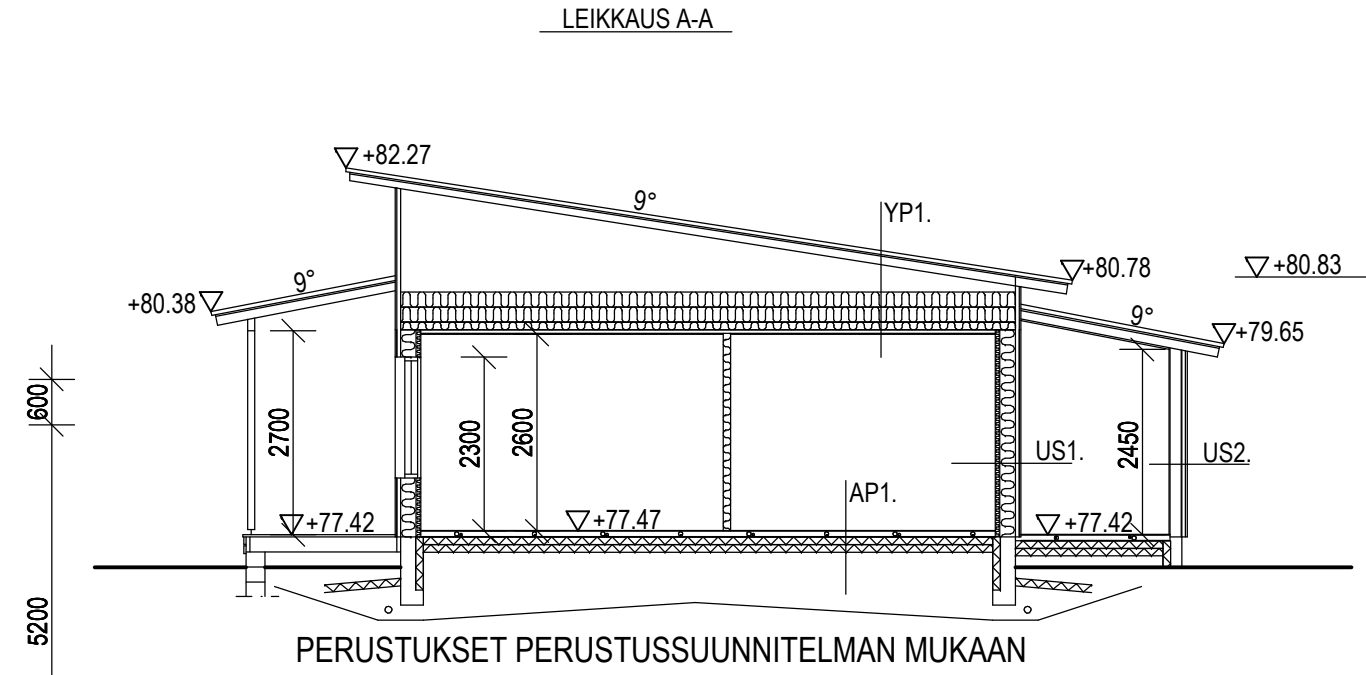 LEIKKAUS A-A
+82.27
9°
YP1.
+80.78
+80.83
9°
+80.38
9°
+79.65
600
2700
2300
2600
2450
US1.
US2.
AP1.
+77.42
+77.47
+77.42
5200
PERUSTUKSET PERUSTUSSUUNNITELMAN MUKAAN